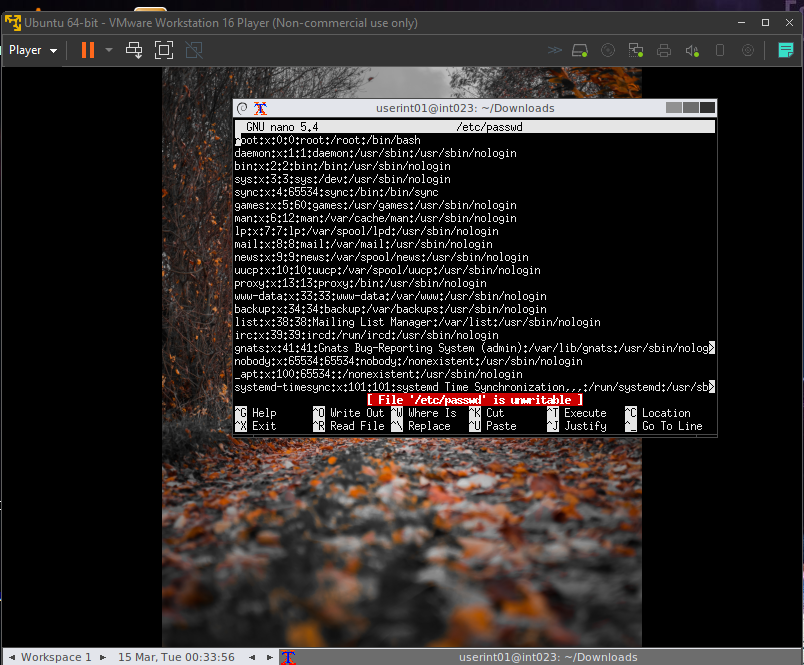 Ubuntu 64-bit - VMware Workstation 16 Player (Non-commercial use only)
Player
userint01@int023: ~/Downloads
GNU nano 5.4 /etc/passwd
root:x:0:0:root:/root:/bin/bash
daemon:x:1:1:daemon:/usr/sbin:/usr/sbin/nologin
bin:x:2:2:bin:/bin:/usr/sbin/nologin
sys:x:3:3:sys:/dev:/usr/sbin/nologin
sync:x:4:65534:sync:/bin:/bin/sync
games:x:5:60:games:/usr/games:/usr/sbin/nologin
man:x:6:12:man:/var/cache/man:/usr/sbin/nologin
lp:x:7:7:lp:/var/spool/lpd:/usr/sbin/nologin
mail:x:8:8:mail:/var/mail:/usr/sbin/nologin
news:x:9:9:news:/var/spool/news:/usr/sbin/nologin
uucp:x:10:10:uucp:/var/spool/uucp:/usr/sbin/nologin
proxy:x:13:13:proxy:/bin:/usr/sbin/nologin
www-data:x:33:33:www-data:/var/www:/usr/sbin/nologin
backup:x:34:34:backup:/var/backups:/usr/sbin/nologin
list:x:38:38:Mailing List Manager:/var/list:/usr/sbin/nologin
irc:x:39:39:ircd:/run/ircd:/usr/sbin/nologin
gnats:x:41:41:Gnats Bug-Reporting System (admin):/var/lib/gnats:/usr/sbin/nolog>
nobody:x:65534:65534:nobody:/nonexistent:/usr/sbin/nologin
_apt:x:100:65534::/nonexistent:/usr/sbin/nologin
systemd-timesync:x:101:101:systemd Time Synchronization,,,:/run/systemd:/usr/sb>
[ File '/etc/passwd' is unwritable ]
^G Help ^O Write Out ^W Where Is ^K Cut ^T Execute ^C Location
^X Exit ^R Read File ^\ Replace ^U Paste ^J Justify ^_ Go To Line
Workspace 1 15 Mar, Tue 00:33:56 userint01@int023: ~/Downloads